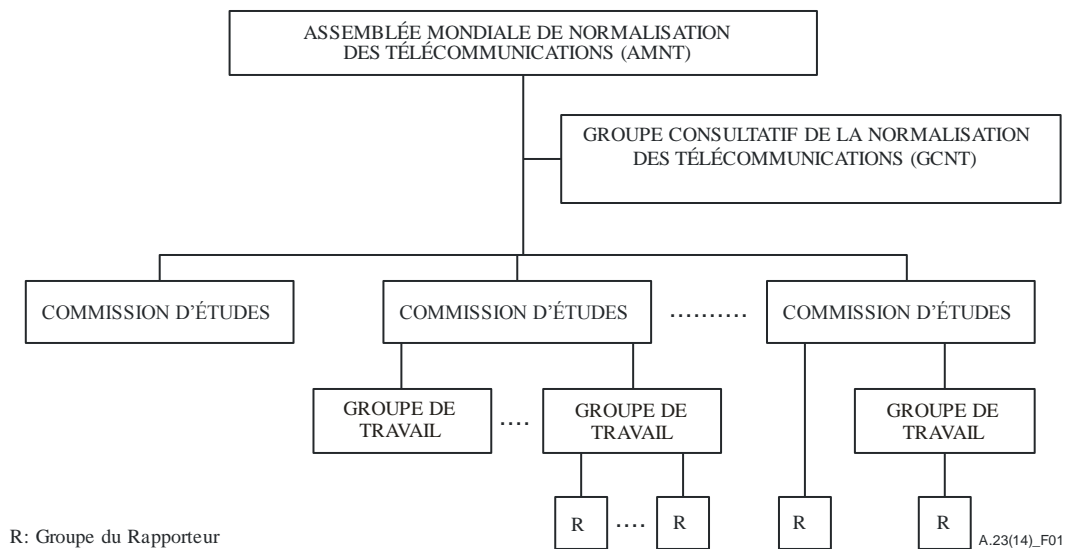 ASSEMBLÉE MONDIALE DE NORMALISATION
DES TÉLÉCOMMUNICATIONS (AMNT)
GROUPE CONSULTATIF DE LA NORMALISATION
DES TÉLÉCOMMUNICATIONS (GCNT)
COMMISSION D'ÉTUDES
COMMISSION D'ÉTUDES
..........
COMMISSION D'ÉTUDES
GROUPE DE
TRAVAIL
....
GROUPE DE
TRAVAIL
GROUPE DE
TRAVAIL
R
....
R
R
R
R: Groupe du Rapporteur
A.23(14)_F01